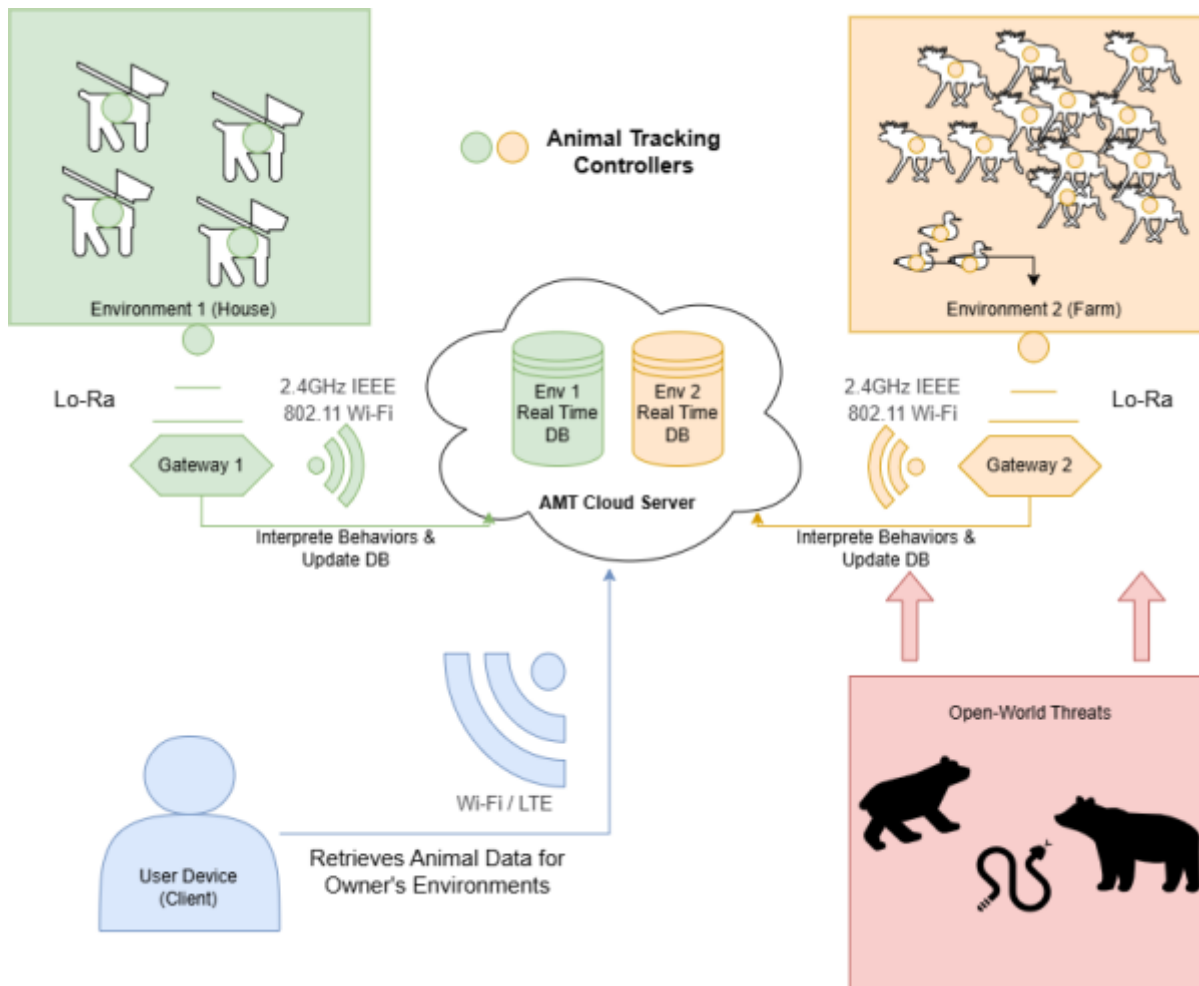 Animal Tracking
Controllers
Environment 1 (House)
Environment 2 (Farm)
Lo-Ra
2.4GHz IEEE
802.11 Wi-Fi
Env 1
Real Time
DB
Env 2
Real Time
DB
2.4GHz IEEE
802.11 Wi-Fi
Lo-Ra
Gateway 1
Gateway 2
AMT Cloud Server
Interprete Behaviors &
Update DB
Interprete Behaviors &
Update DB
Open-World Threats
Wi-Fi / LTE
Retrieves Animal Data for
Owner's Environments
User Device
(Client)